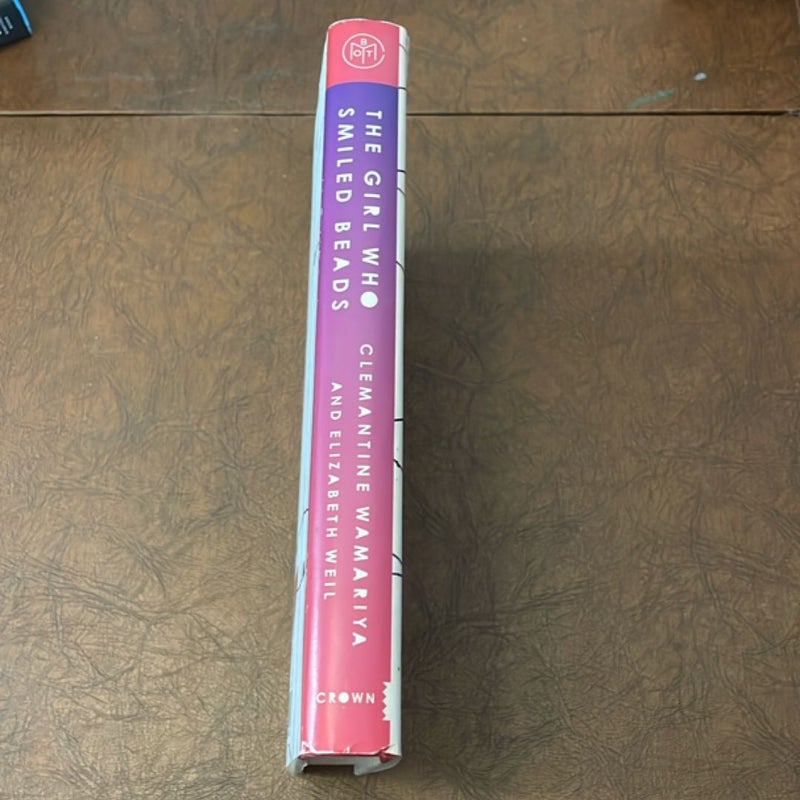 BOTM
THE GIRL WHO
SMILED BEADS
CLEMANTINE WAMARIYA
AND ELIZABETH WEIL
CROWN